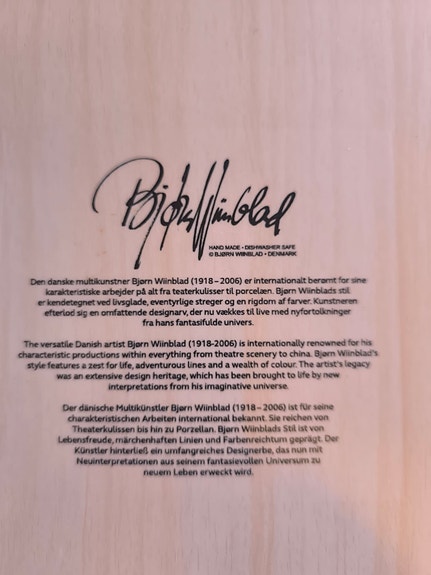 Bjørn Wiinblad
HAND MADE • DISHWASHER SAFE
© BJØRN WIINBLAD • DENMARK
Den danske multikunstner Bjørn Wiinblad (1918 – 2006) er internationalt berømt for sine
karakteristiske arbejder på alt fra teaterkulisser til porcelæn. Bjørn Wiinblads stil
er kendetegnet ved livsglade, eventyrlige streger og en rigdom af farver. Kunstneren
efterlod sig en omfattende designarv, der nu vækkes til live med nyfortolkninger
fra hans fantasifulde univers.
The versatile Danish artist Bjørn Wiinblad (1918-2006) is internationally renowned for his
characteristic productions within everything from theatre scenery to china. Bjørn Wiinblad's
style features a zest for life, adventurous lines and a wealth of colour. The artist's legacy
was an extensive design heritage, which has been brought to life by new
interpretations from his imaginative universe.
Der dänische Multikünstler Bjørn Wiinblad (1918 – 2006) ist für seine
charakteristischen Arbeiten international bekannt. Sie reichen von
Theaterkulissen bis hin zu Porzellan. Bjørn Wiinblads Stil ist von
Lebensfreude, märchenhaften Linien und Farbenreichtum geprägt. Der
Künstler hinterließ ein umfangreiches Designerbe, das nun mit
Neuinterpretationen aus seinem fantasievollen Universum zu
neuem Leben erweckt wird.